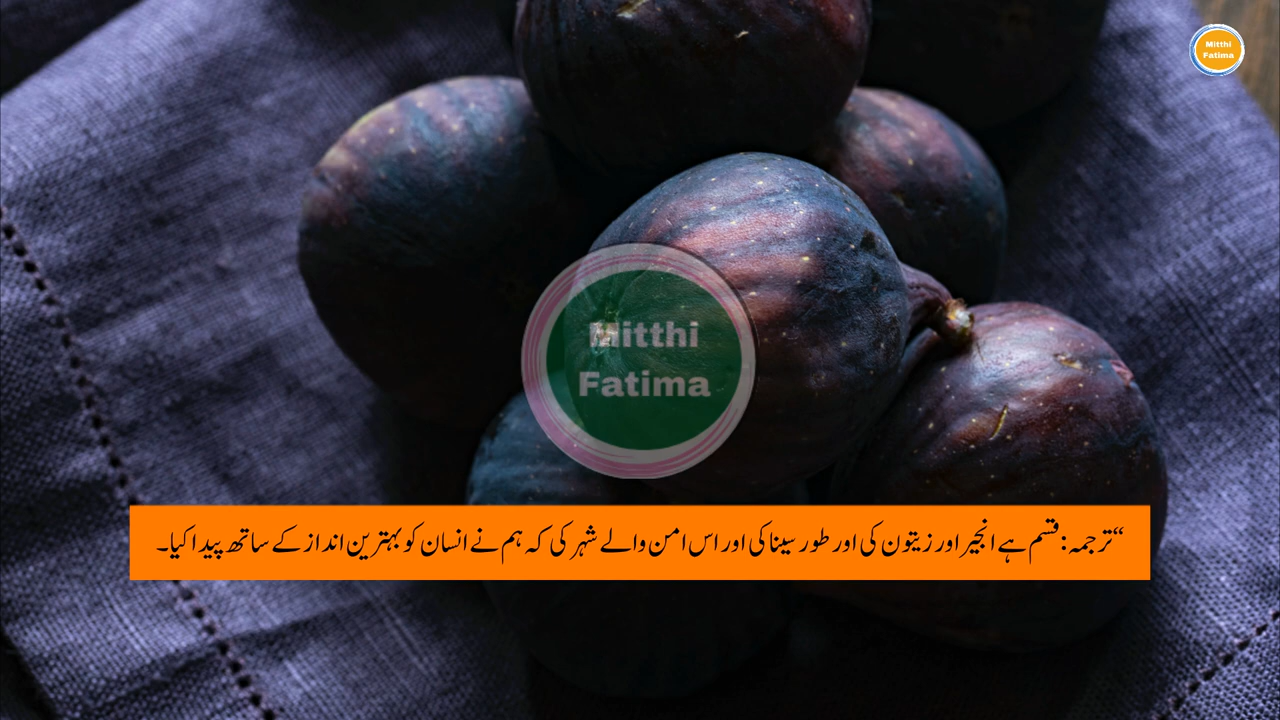 Mitthi
Fatima
Mitthi
Fatima
“ترجمہ: قسم ہے انجیر اور زیتون کی اور طور سینا کی اور اس امن والے شہر کی کہ ہم نے انسان کو بہترین انداز کے ساتھ پیدا کیا۔